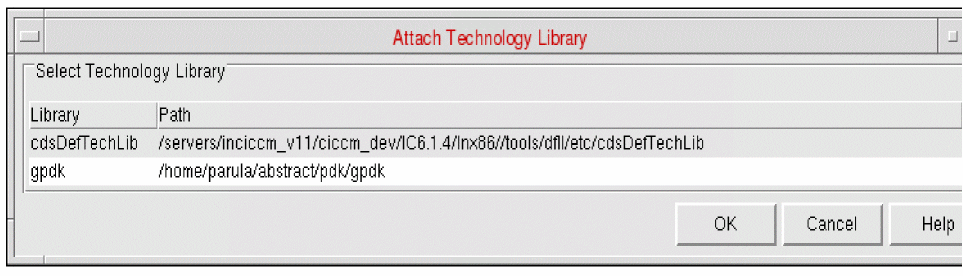 Attach Technology Library
Select Technology Library
Library Path
cdsDefTechLib /servers/inciccm_v11/ciccm_dev/IC6.1.4/lnx86//tools/dfII/etc/cdsDefTechLib
gpdk /home/parula/abstract/pdk/gpdk
OK Cancel Help